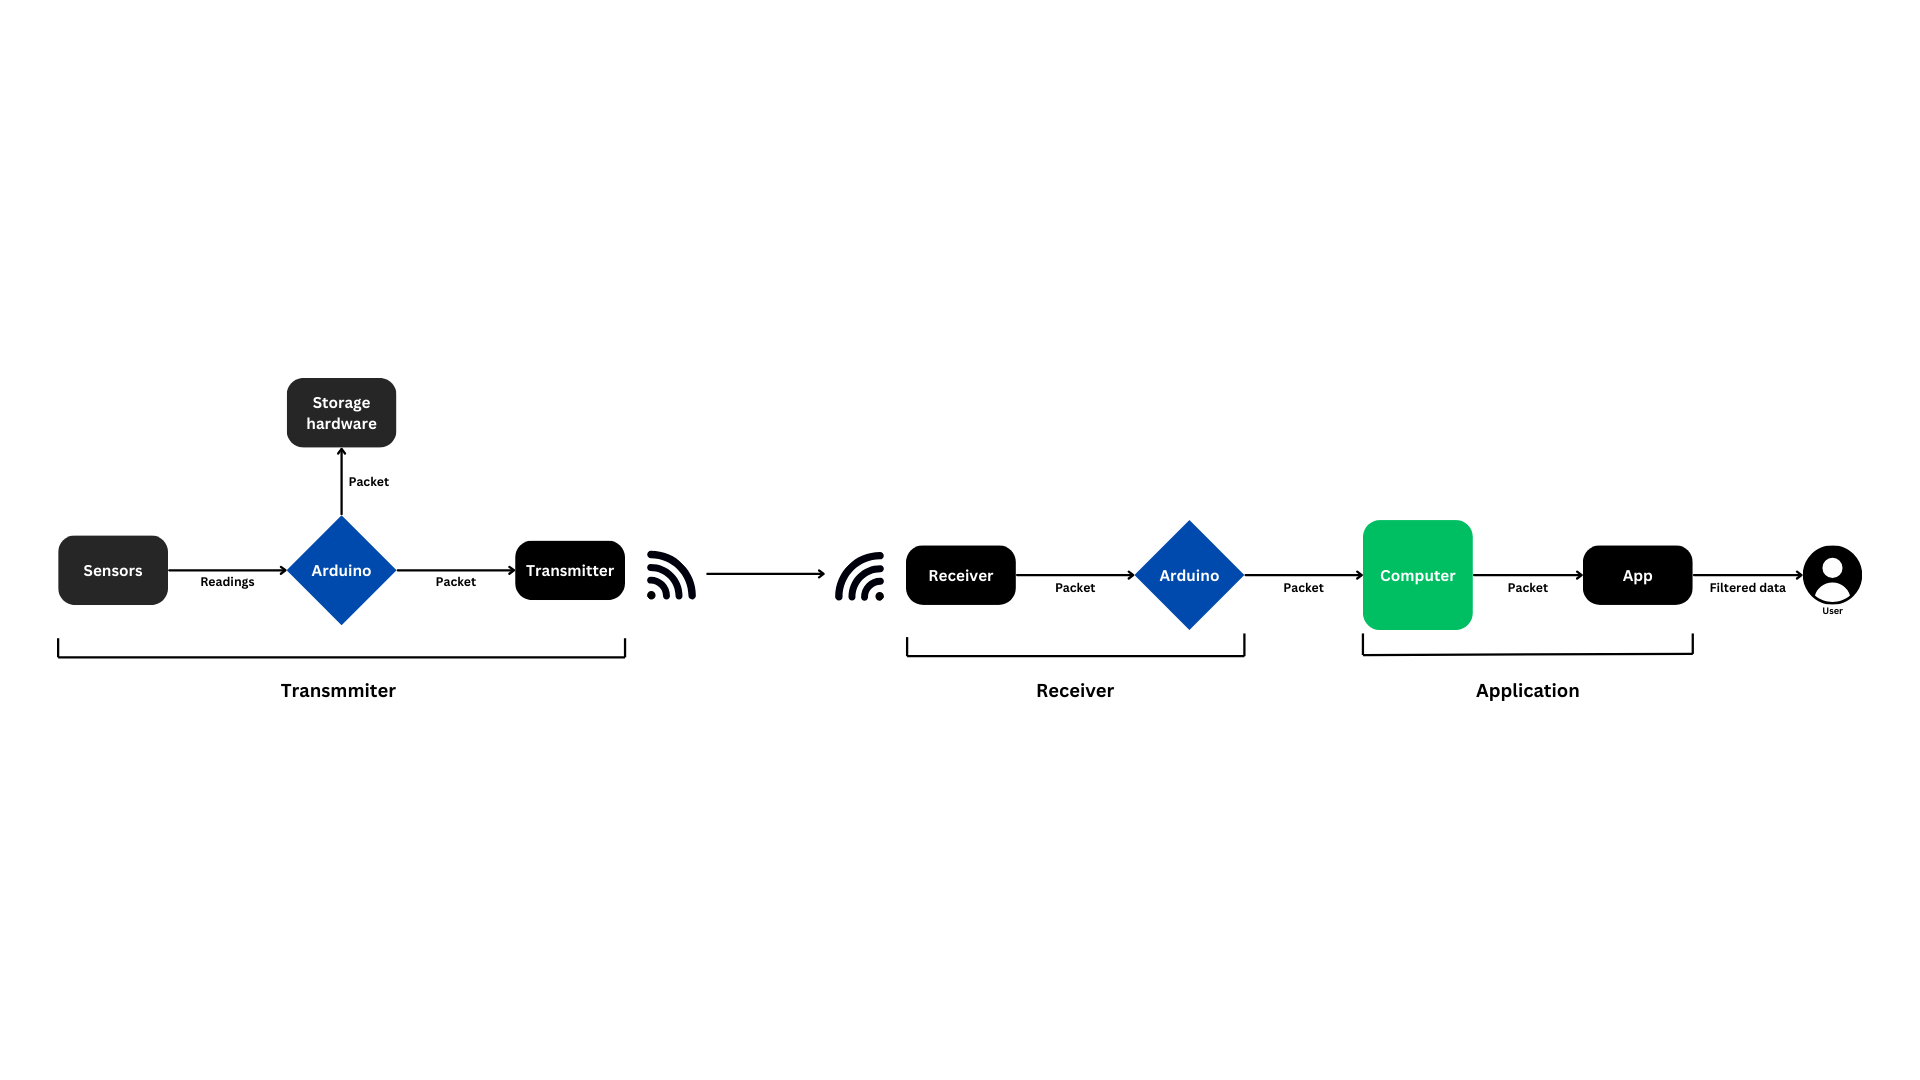 Storage
hardware
Packet
Sensors
Readings
Arduino
Packet
Transmitter
Receiver
Packet
Arduino
Packet
Computer
Packet
App
Filtered data
User
Transmmiter
Receiver
Application